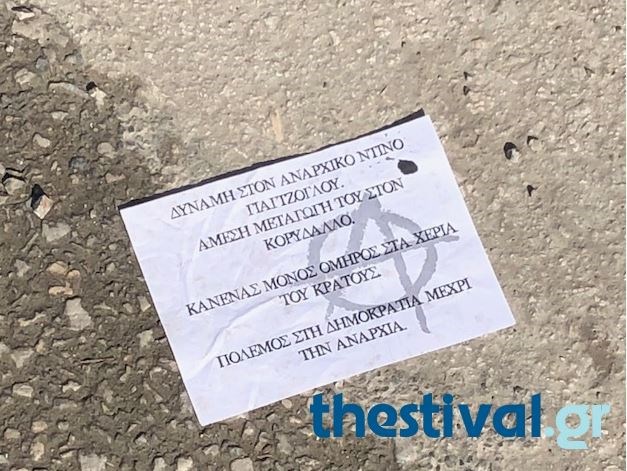 ΔΥΝΑΜΗ ΣΤΟΝ ΑΝΑΡΧΙΚΟ ΝΤΙΝΟ
ΓΙΑΓΤΖΟΓΛΟΥ.
ΑΜΕΣΗ ΜΕΤΑΓΩΓΗ ΤΟΥ ΣΤΟΝ
ΚΟΡΥΔΑΛΛΟ.
ΚΑΝΕΝΑΣ ΜΟΝΟΣ ΟΜΗΡΟΣ ΣΤΑ ΧΕΡΙΑ
ΤΟΥ ΚΡΑΤΟΥΣ.
ΠΟΛΕΜΟΣ ΣΤΗ ΔΗΜΟΚΡΑΤΙΑ ΜΕΧΡΙ
ΤΗΝ ΑΝΑΡΧΙΑ.
thestival.gr